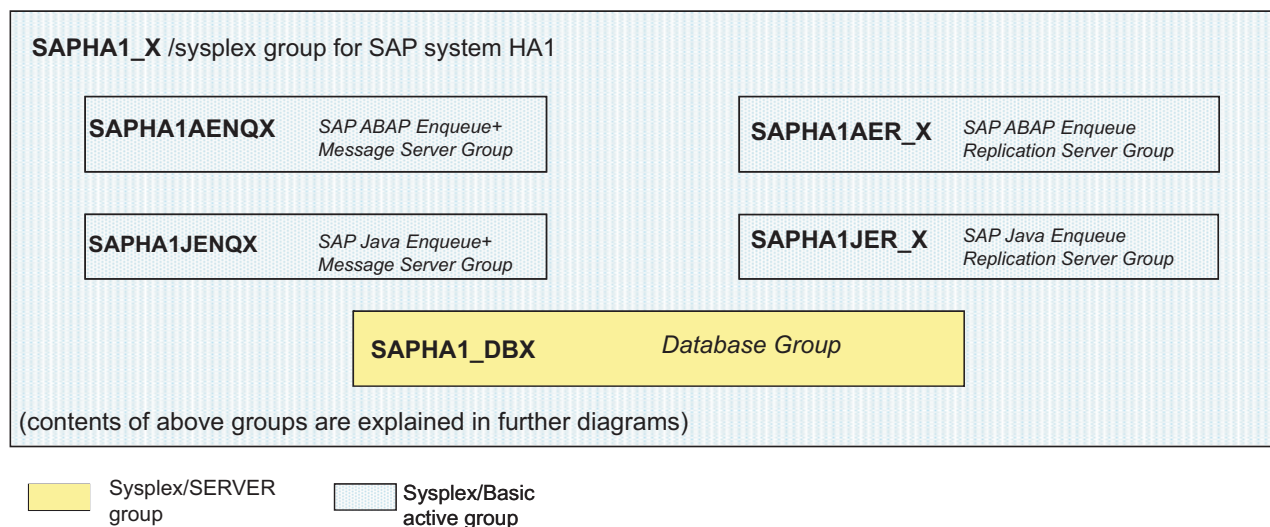 SAPHA1_X /sysplex group for SAP system HA1
SAPHA1AENQX SAP ABAP Enqueue+
Message Server Group
SAPHA1AER_X SAP ABAP Enqueue
Replication Server Group
SAPHA1JENQX SAP Java Enqueue+
Message Server Group
SAPHA1JER_X SAP Java Enqueue
Replication Server Group
SAPHA1_DBX Database Group
(contents of above groups are explained in further diagrams)
Sysplex/SERVER
group
Sysplex/Basic
active group